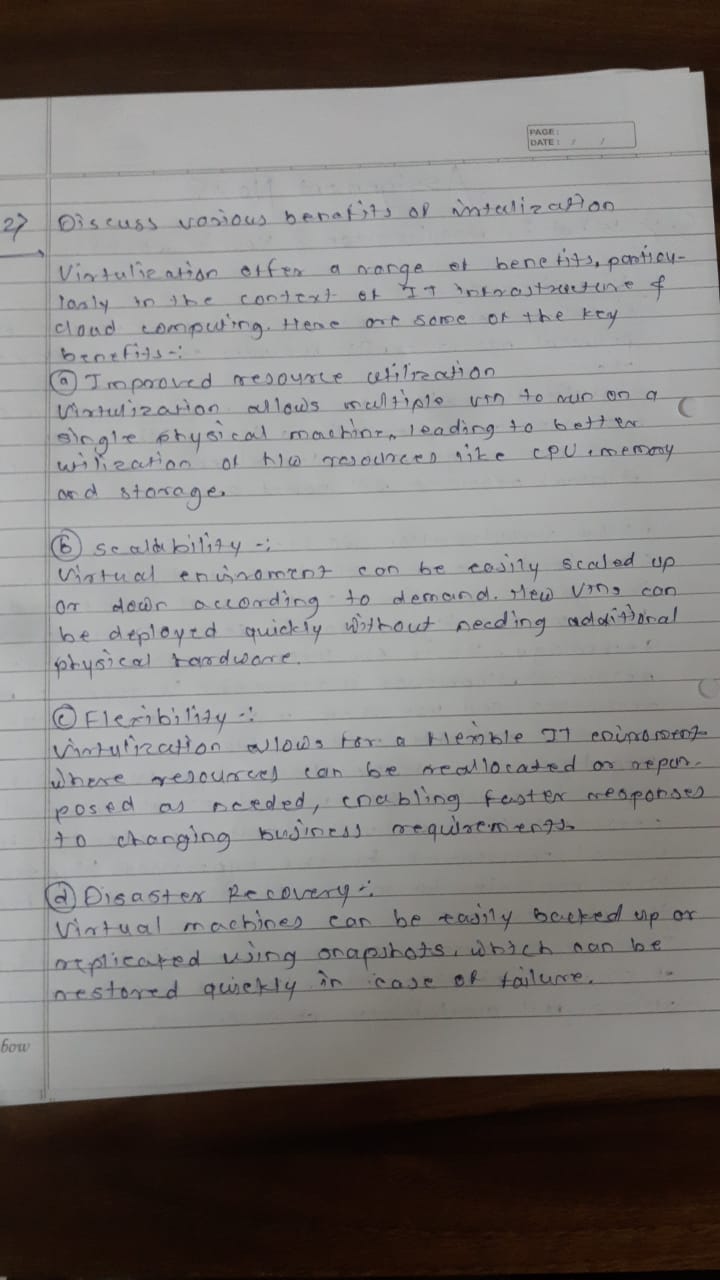 PAGE :
DATE : / /
2) Discuss various benefits of virtulization
Virtulization offer a range of benefits, particu-
larly in the context of IT infrastructure &
cloud computing. Here are some of the key
benefits -:
(a) Improved resource utilization
Virtulization allows multiple vm to run on a
single physical machine, leading to better
utilization of h/w resources like CPU, memory
and storage.
(b) Scalability -:
Virtual environment can be easily scaled up
or down according to demand. New VMs can
be deployed quickly without needing additional
physical hardware.
(c) Flexibility -:
Virtulization allows for a flexible IT environment
where resources can be reallocated or repur-
posed as needed, enabling faster responses
to changing business requirements.
(d) Disaster Recovery -:
Virtual machines can be easily backed up or
replicated using snapshots, which can be
restored quickly in case of failure.
bow